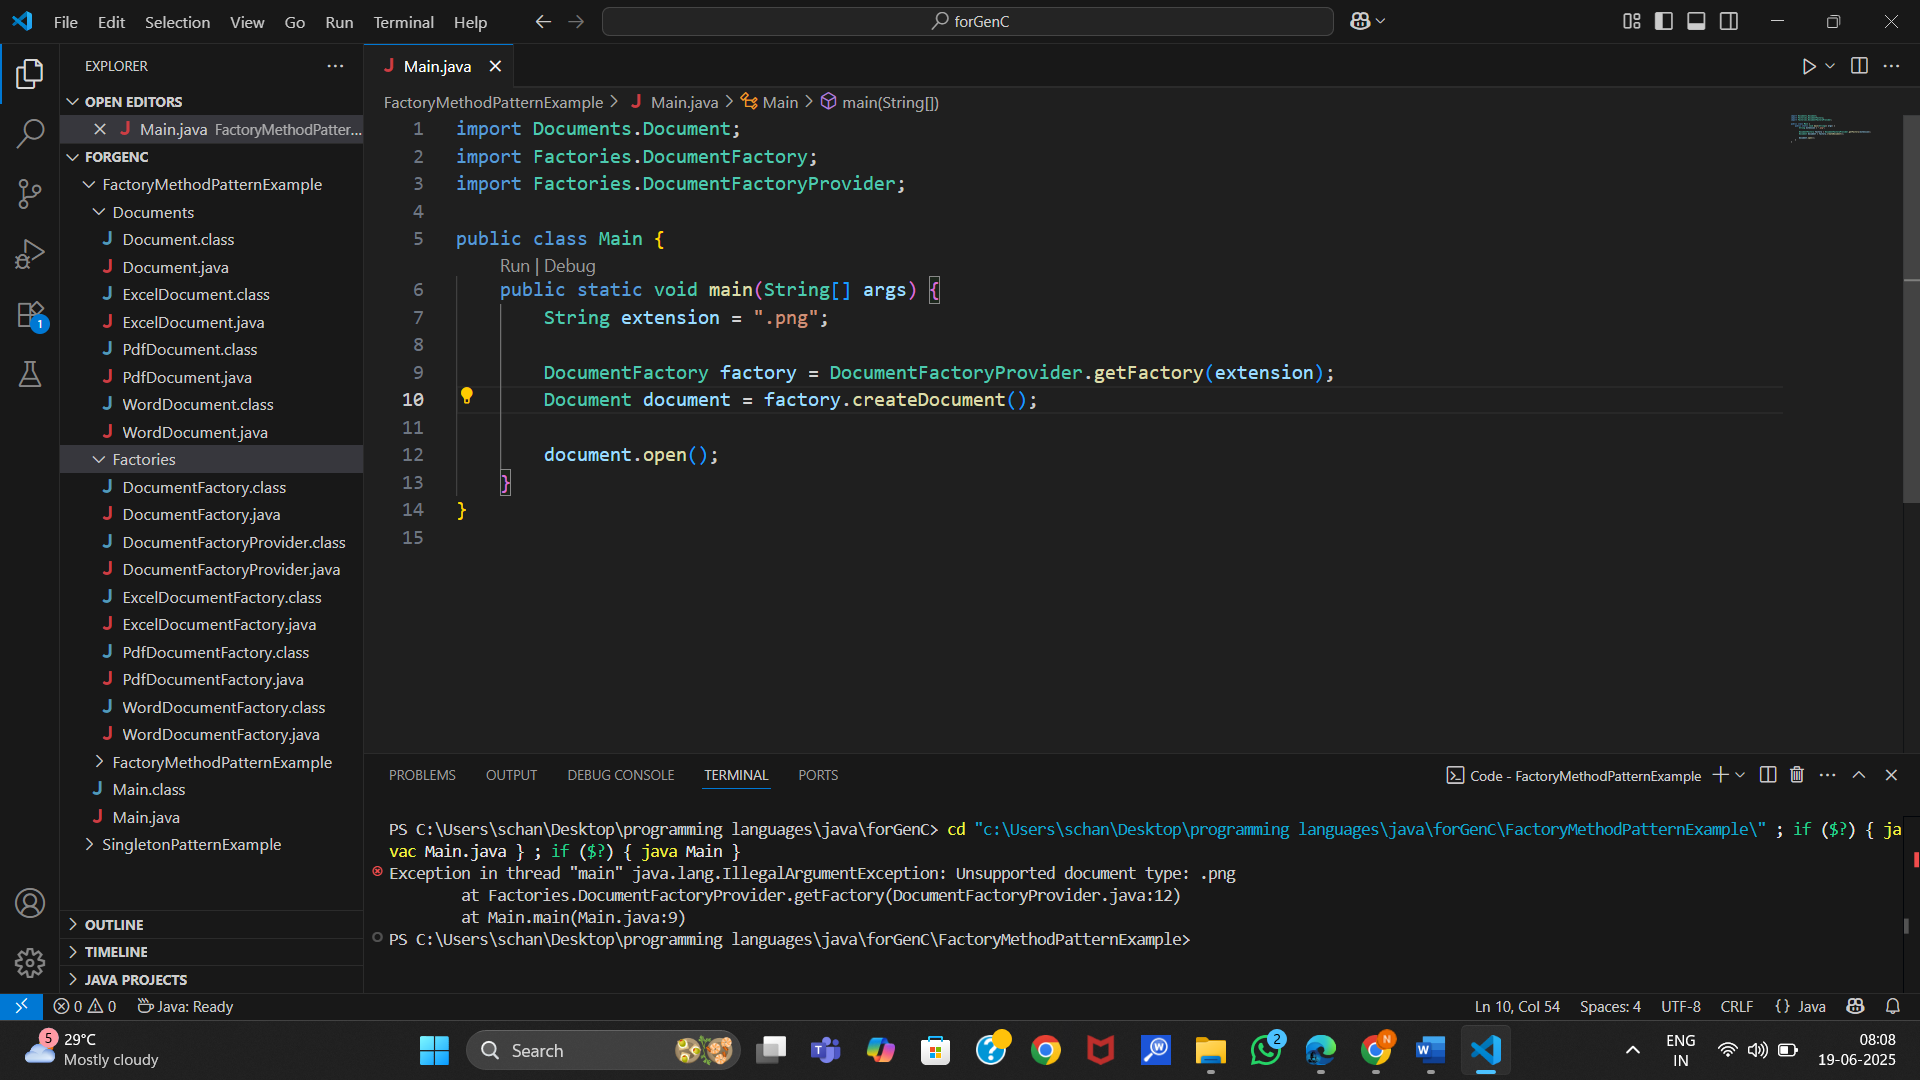 File Edit Selection View Go Run Terminal Help
forGenC
EXPLORER
OPEN EDITORS
Main.java FactoryMethodPatter...
FORGENC
FactoryMethodPatternExample
Documents
Document.class
Document.java
ExcelDocument.class
ExcelDocument.java
PdfDocument.class
PdfDocument.java
WordDocument.class
WordDocument.java
Factories
DocumentFactory.class
DocumentFactory.java
DocumentFactoryProvider.class
DocumentFactoryProvider.java
ExcelDocumentFactory.class
ExcelDocumentFactory.java
PdfDocumentFactory.class
PdfDocumentFactory.java
WordDocumentFactory.class
WordDocumentFactory.java
FactoryMethodPatternExample
Main.class
Main.java
SingletonPatternExample
OUTLINE
TIMELINE
JAVA PROJECTS
1
Main.java
FactoryMethodPatternExample > Main.java > Main > main(String[])
1 import Documents.Document;
2 import Factories.DocumentFactory;
3 import Factories.DocumentFactoryProvider;
4
5 public class Main {
Run | Debug
6 public static void main(String[] args) {
7 String extension = ".png";
8
9 DocumentFactory factory = DocumentFactoryProvider.getFactory(extension);
10 Document document = factory.createDocument();
11
12 document.open();
13 }
14 }
15
PROBLEMS OUTPUT DEBUG CONSOLE TERMINAL PORTS
Code - FactoryMethodPatternExample
PS C:\Users\schan\Desktop\programming languages\java\forGenC> cd "c:\Users\schan\Desktop\programming languages\java\forGenC\FactoryMethodPatternExample\" ; if ($?) { ja
vac Main.java } ; if ($?) { java Main }
Exception in thread "main" java.lang.IllegalArgumentException: Unsupported document type: .png
at Factories.DocumentFactoryProvider.getFactory(DocumentFactoryProvider.java:12)
at Main.main(Main.java:9)
PS C:\Users\schan\Desktop\programming languages\java\forGenC\FactoryMethodPatternExample>
0 0 Java: Ready
Ln 10, Col 54 Spaces: 4 UTF-8 CRLF {} Java
5
29°C
Mostly cloudy
Search
2
N
ENG
IN
08:08
19-06-2025